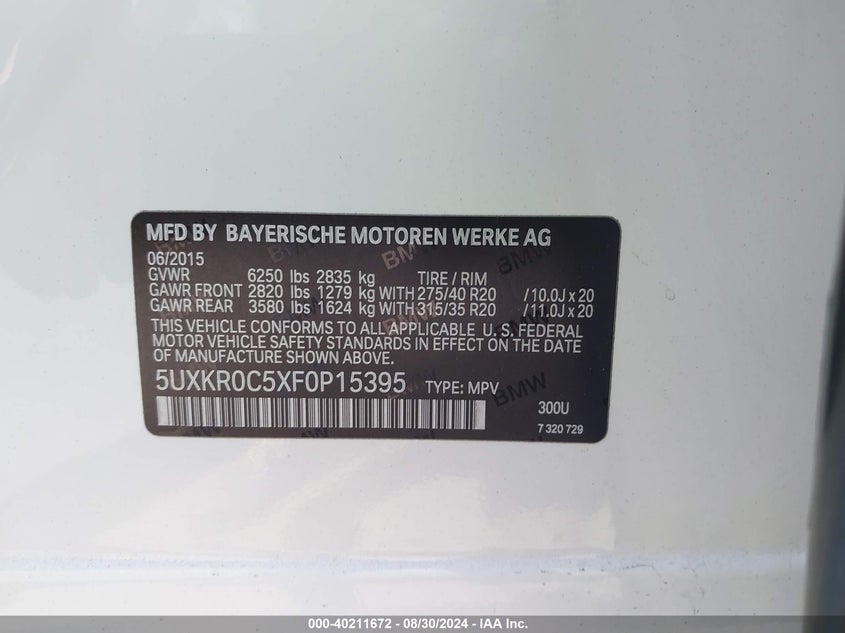 MFD BY BAYERISCHE MOTOREN WERKE AG
06/2015
GVWR 6250 lbs 2835 kg TIRE / RIM
GAWR FRONT 2820 lbs 1279 kg WITH 275/40 R20 /10.0J x 20
GAWR REAR 3580 lbs 1624 kg WITH 315/35 R20 /11.0J x 20
THIS VEHICLE CONFORMS TO ALL APPLICABLE U.S. FEDERAL
MOTOR VEHICLE SAFETY STANDARDS IN EFFECT ON THE DATE
OF MANUFACTURE SHOWN ABOVE.
5UXKR0C5XF0P15395 TYPE: MPV
300U
7 320 729
000-40211672 - 08/30/2024 - IAA Inc.